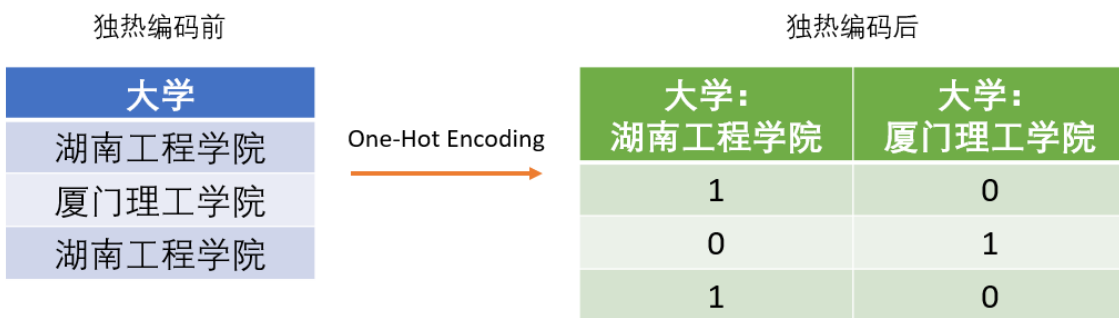 独热编码前
独热编码后
大学
湖南工程学院
厦门理工学院
湖南工程学院
One-Hot Encoding
大学:
湖南工程学院
大学:
厦门理工学院
1 0
0 1
1 0